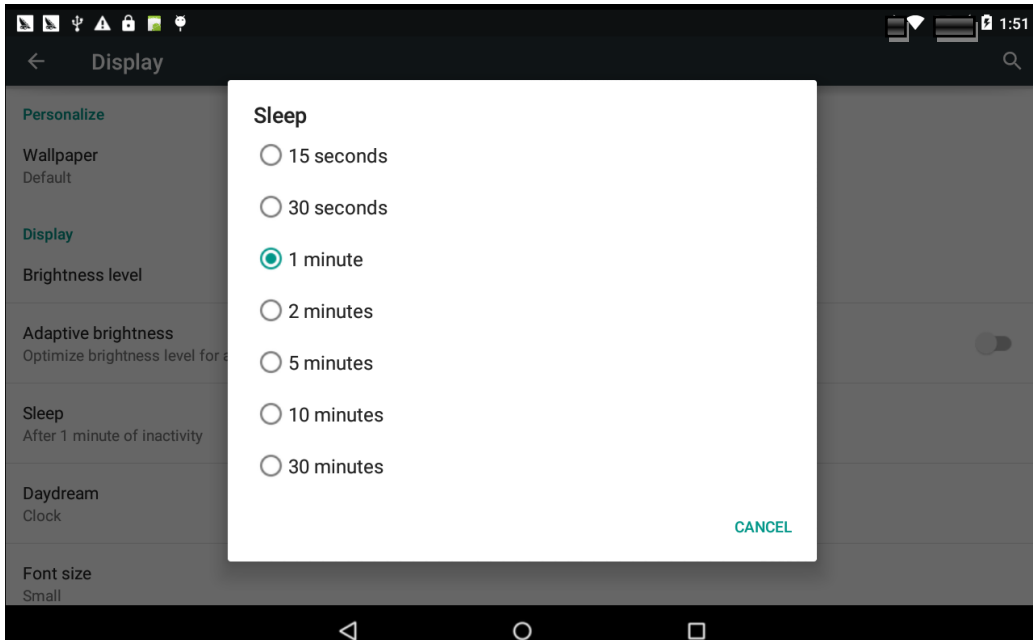 1:51
Display
Personalize
Wallpaper
Default
Display
Brightness level
Adaptive brightness
Optimize brightness level for
Sleep
After 1 minute of inactivity
Daydream
Clock
Font size
Small
Sleep
15 seconds
30 seconds
1 minute
2 minutes
5 minutes
10 minutes
30 minutes
CANCEL